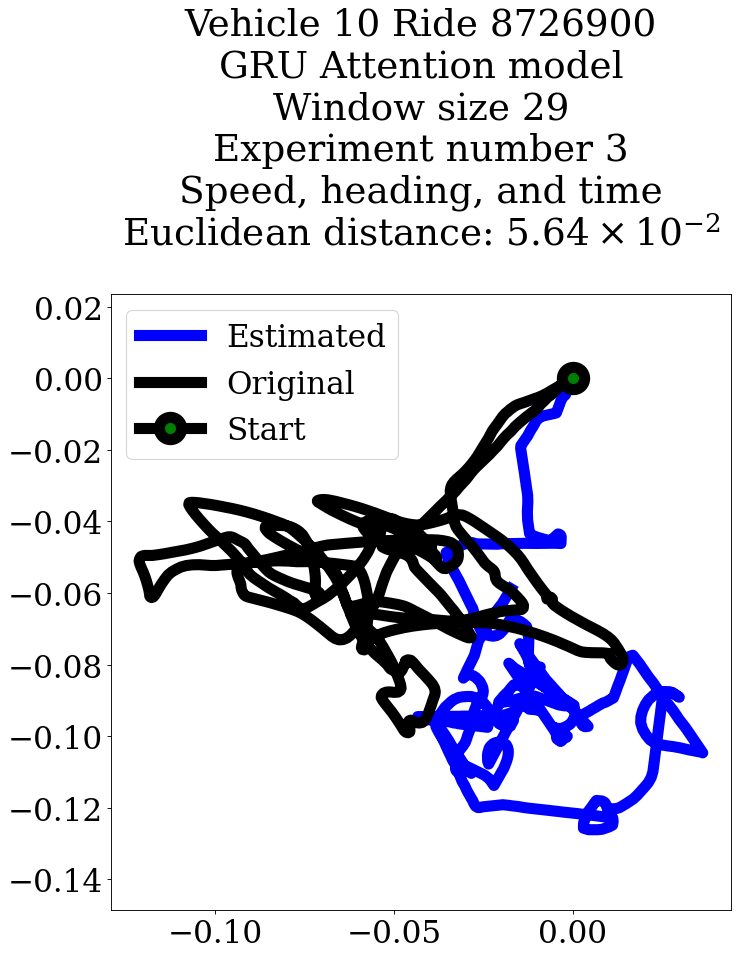 Vehicle 10 Ride 8726900
GRU Attention model
Window size 29
Experiment number 3
Speed, heading, and time
Euclidean distance: 5.64 × 10⁻²
Estimated
Original
Start
0.02
0.00
−0.02
−0.04
−0.06
−0.08
−0.10
−0.12
−0.14
−0.10
−0.05
0.00